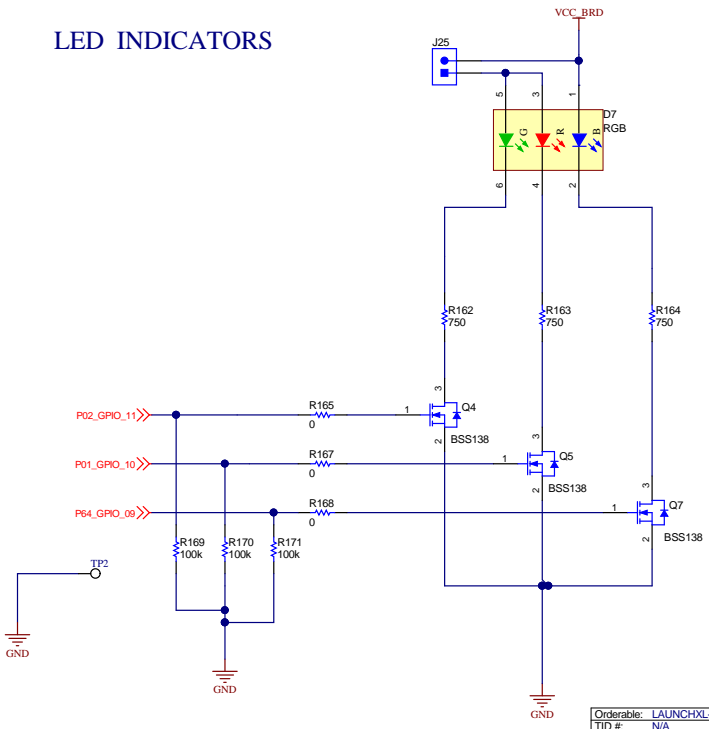 LED INDICATORS
VCC_BRD
J25
5
3
1
D7
RGB
G
R
B
6
4
2
R162
750
R163
750
R164
750
P02_GPIO_11
R165
0
1
3
2
Q4
BSS138
P01_GPIO_10
R167
0
1
3
2
Q5
BSS138
P64_GPIO_09
R168
0
1
3
2
Q7
BSS138
R169
100k
R170
100k
R171
100k
TP2
GND
GND
GND
Orderable: LAUNCHXL
TID #: N/A